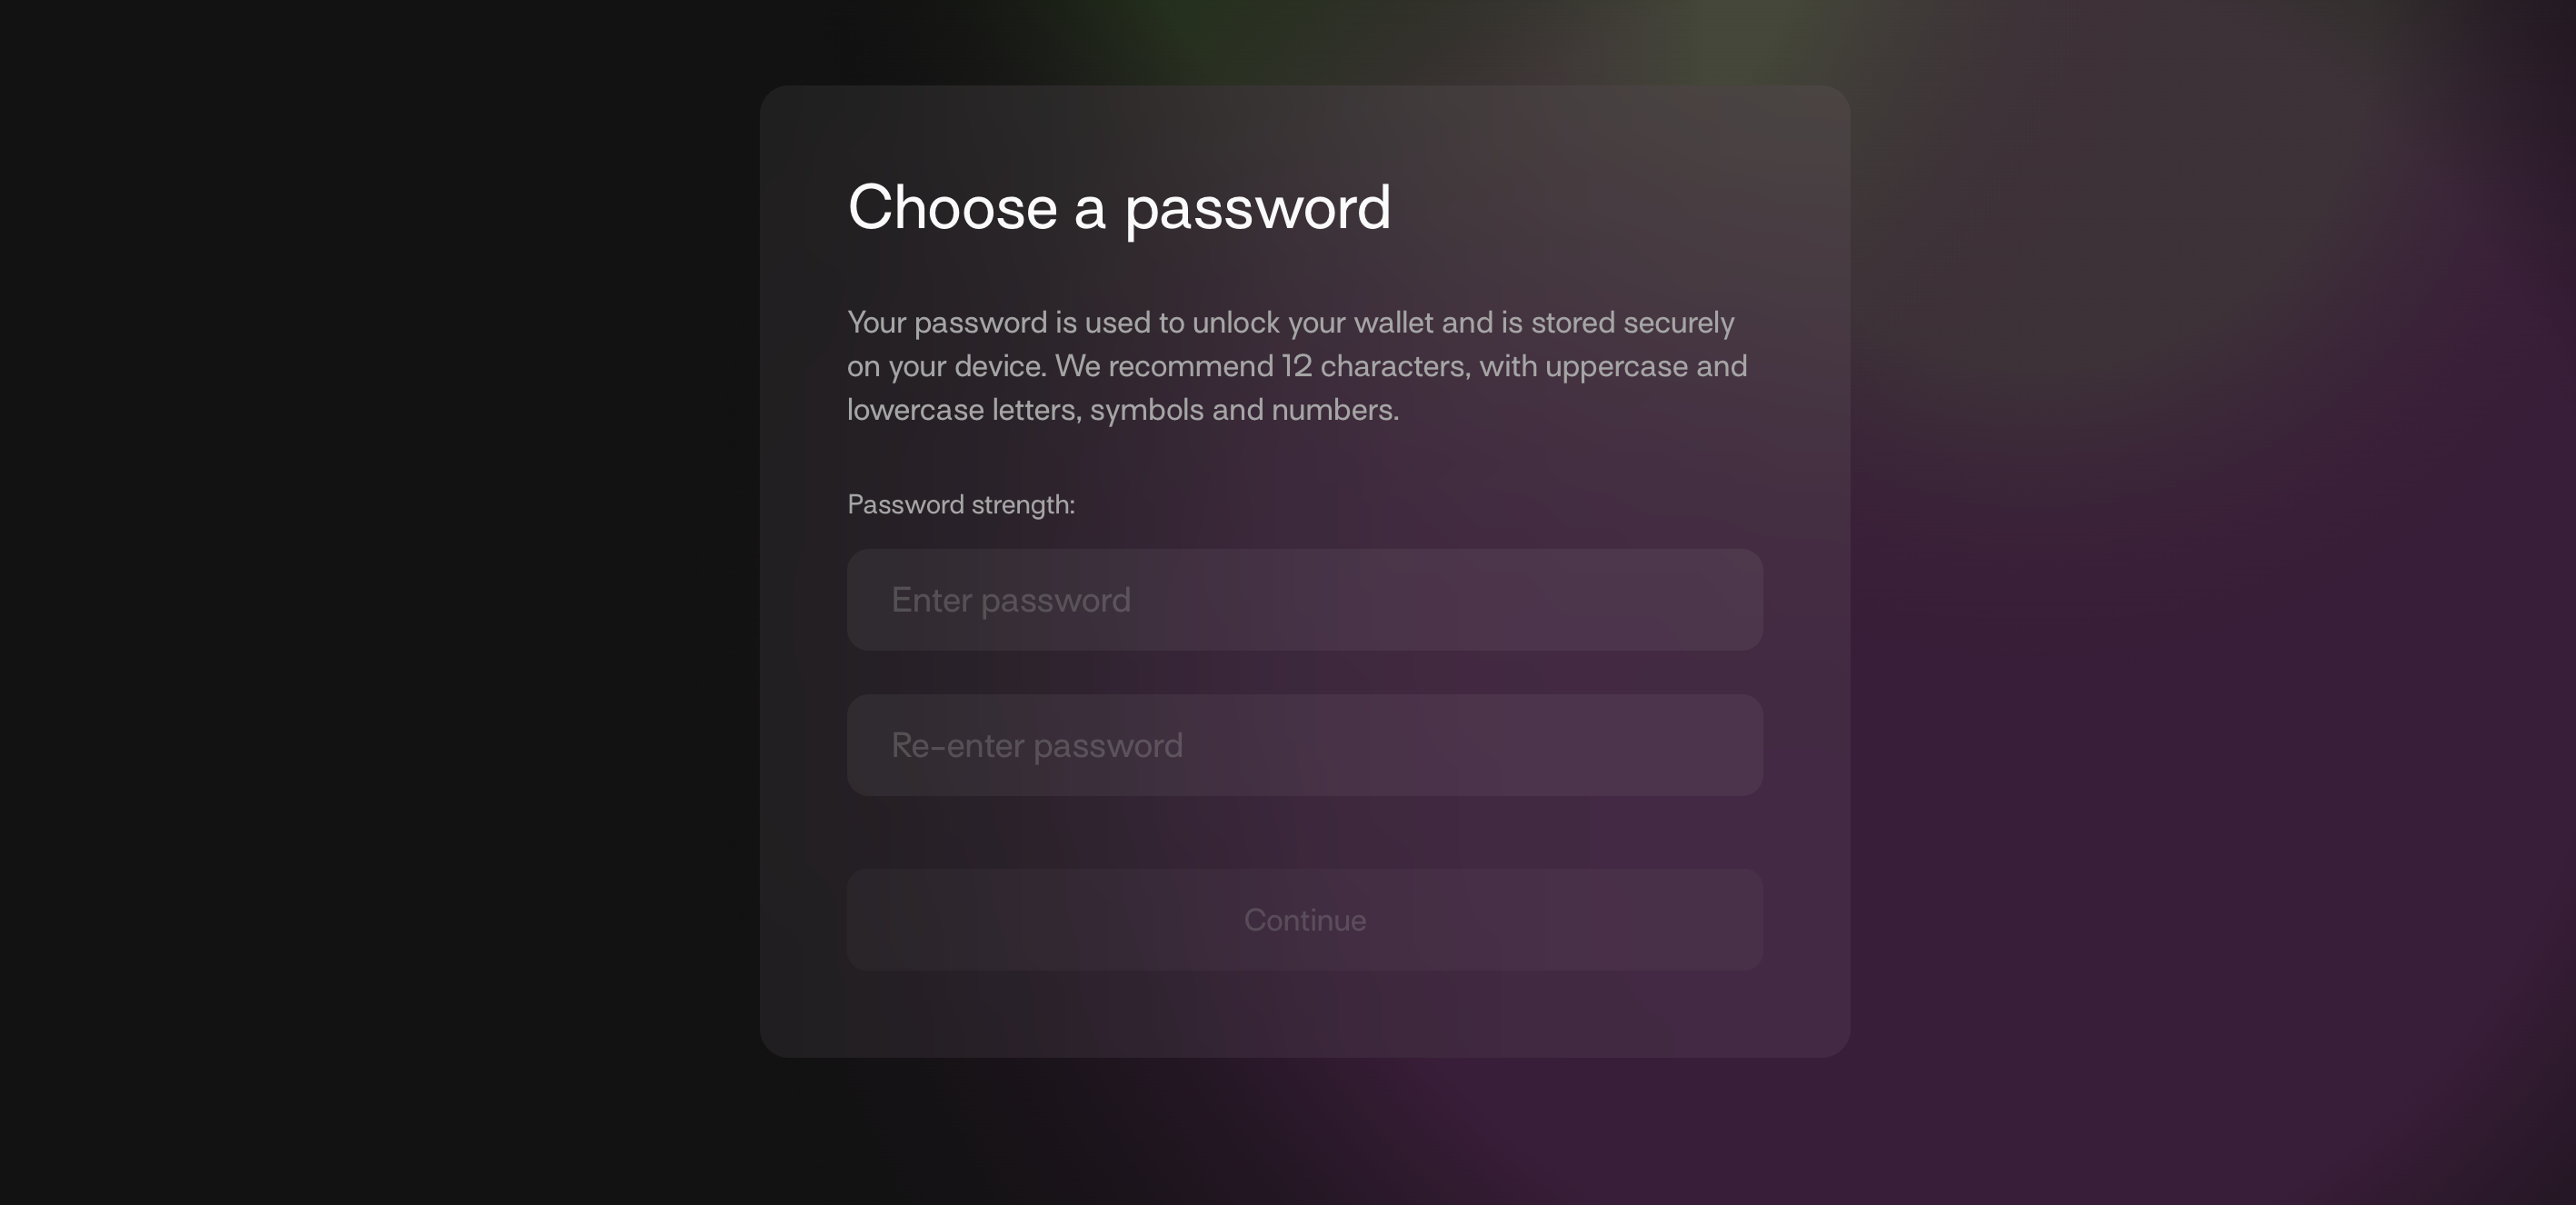 Choose a password
Your password is used to unlock your wallet and is stored securely
on your device. We recommend 12 characters, with uppercase and
lowercase letters, symbols and numbers.
Password strength:
Enter password
Re-enter password
Continue